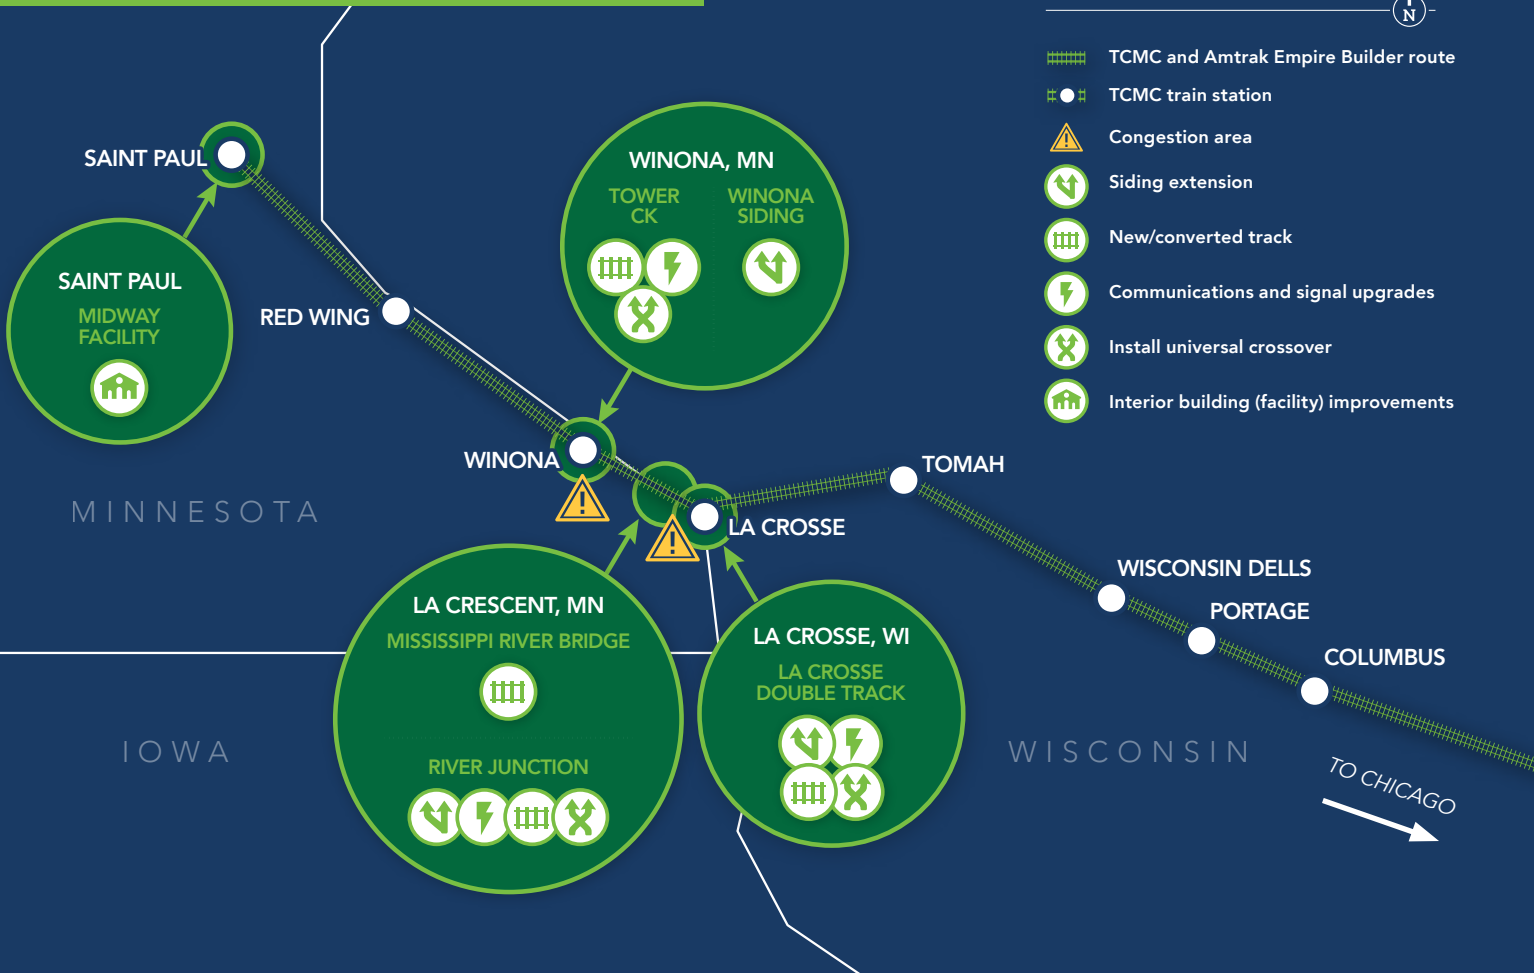 N
TCMC and Amtrak Empire Builder route
TCMC train station
Congestion area
Siding extension
New/converted track
Communications and signal upgrades
Install universal crossover
Interior building (facility) improvements
SAINT PAUL
SAINT PAUL
MIDWAY
FACILITY
RED WING
WINONA, MN
TOWER
CK
WINONA
SIDING
WINONA
MINNESOTA
LA CROSSE
TOMAH
WISCONSIN DELLS
PORTAGE
COLUMBUS
LA CRESCENT, MN
MISSISSIPPI RIVER BRIDGE
RIVER JUNCTION
LA CROSSE, WI
LA CROSSE
DOUBLE TRACK
IOWA
WISCONSIN
TO CHICAGO